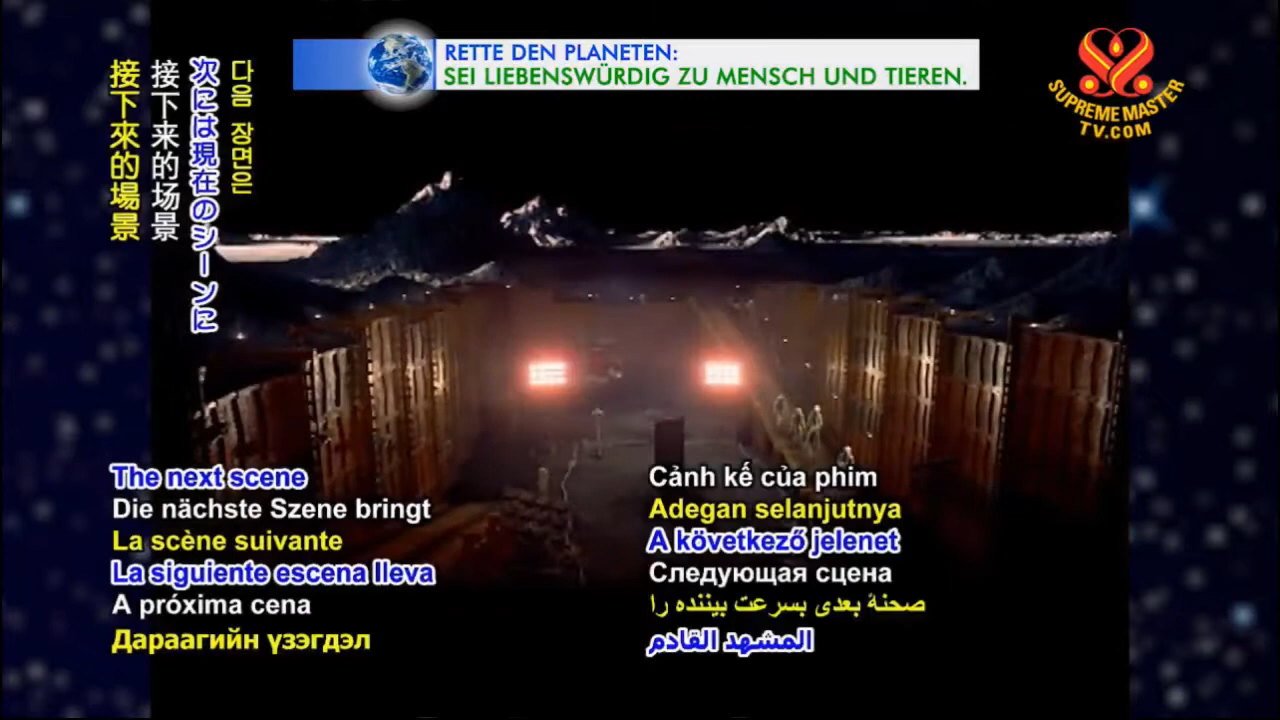 RETTE DEN PLANETEN:
SEI LIEBENSWÜRDIG ZU MENSCH UND TIEREN.
SUPREME MASTER
TV.COM
다음 장면은
次には現在のシーンに
接下来的场景
接下來的場景
The next scene
Die nächste Szene bringt
La scène suivante
La siguiente escena lleva
A próxima cena
Дараагийн үзэгдэл
Cảnh kế của phim
Adegan selanjutnya
A következő jelenet
Следующая сцена
صحنهٔ بعدی بسرعت بیننده را
المشهد القادم